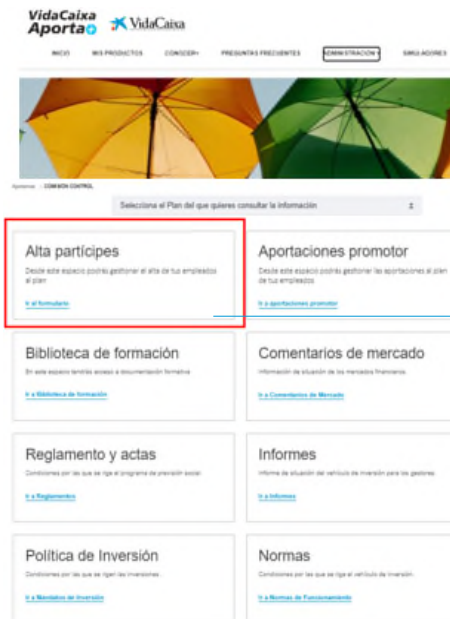 VidaCaixa
Aporta+
VidaCaixa
INICIO MIS PRODUCTOS CONOCER+ PREGUNTAS FRECUENTES ADMINISTRACIÓN SIMULADORES
COMISIÓN CONTROL
Selecciona el Plan del que quieres consultar la información
Alta partícipes
Desde este espacio podrás gestionar el alta de tus empleados
al plan
Ir al formulario
Aportaciones promotor
Desde este espacio podrás gestionar las aportaciones al plan
de tus empleados
Ir a aportaciones promotor
Biblioteca de formación
En este espacio tendrás acceso a documentación formativa
Ir a Biblioteca de formación
Comentarios de mercado
Información de situación de los mercados financieros
Ir a Comentarios de Mercado
Reglamento y actas
Condiciones por las que se rige el programa de previsión social
Ir a Reglamentos
Informes
Informe de situación del vehículo de inversión para los gestores
Ir a Informes
Política de Inversión
Condiciones por las que se rigen las inversiones
Ir a Mandatos de Inversión
Normas
Condiciones por las que se rige el vehículo de inversión
Ir a Normas de Funcionamiento